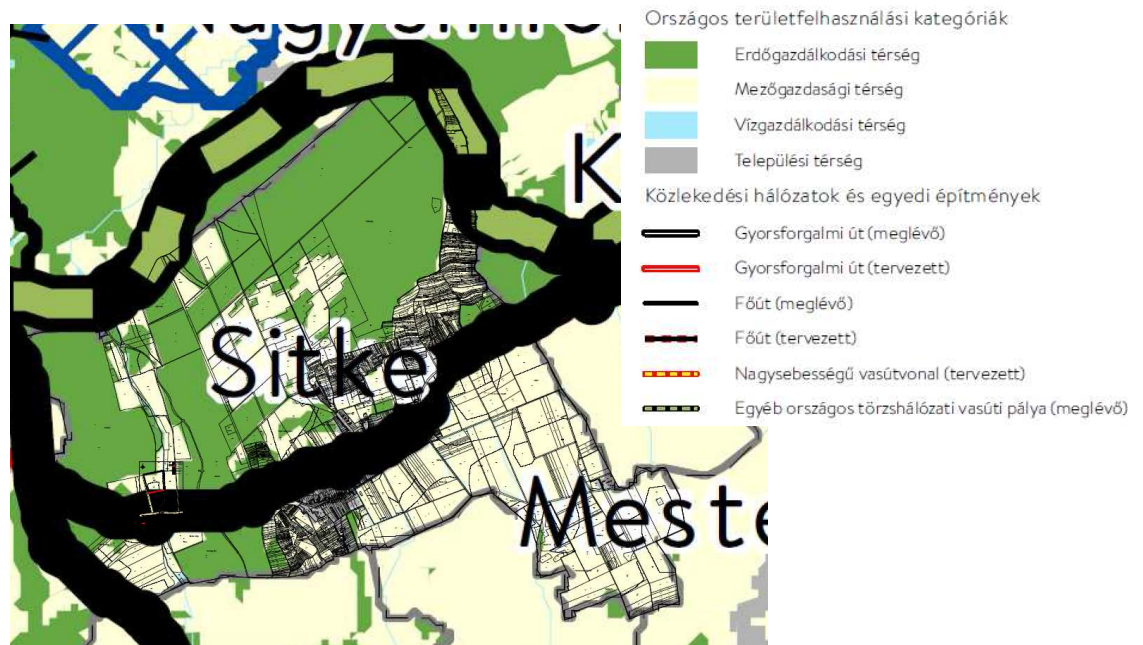 Sitke
Országos területfelhasználási kategóriák
Erdőgazdálkodási térség
Mezőgazdasági térség
Vízgazdálkodási térség
Települési térség
Közlekedési hálózatok és egyedi építmények
Gyorsforgalmi út (meglévő)
Gyorsforgalmi út (tervezett)
Főút (meglévő)
Főút (tervezett)
Nagysebességű vasútvonal (tervezett)
Egyéb országos törzshálózati vasúti pálya (meglévő)
K
Meste